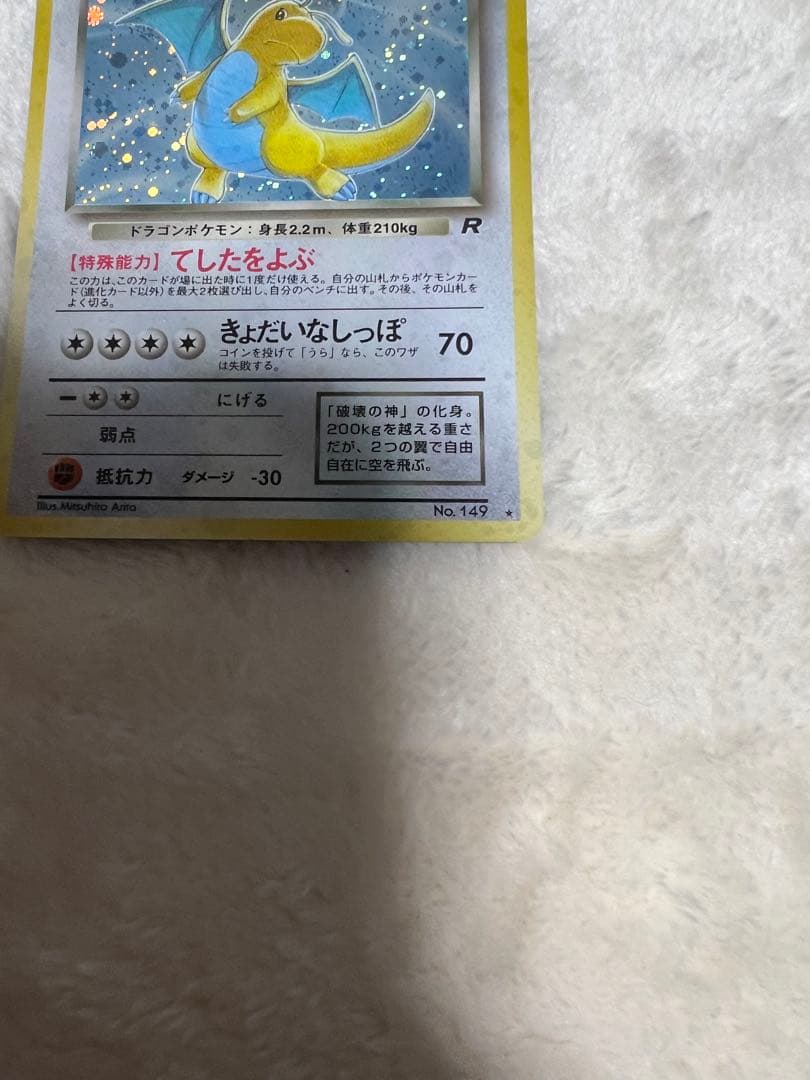 ドラゴンポケモン：身長2.2m、体重210kg R
【特殊能力】てしたをよぶ
この力は、このカードが場に出た時に1度だけ使える。自分の山札からポケモンカー
ド(進化カード以外)を最大2枚選び出し、自分のベンチに出す。その後、その山札を
よく切る。
きょだいなしっぽ 70
コインを投げて「うら」なら、このワザ
は失敗する。
にげる
弱点
抵抗力 ダメージ -30
「破壊の神」の化身。
200kgを越える重さ
だが、2つの翼で自由
自在に空を飛ぶ。
Illus. Mitsuhiro Arita
No. 149 ★